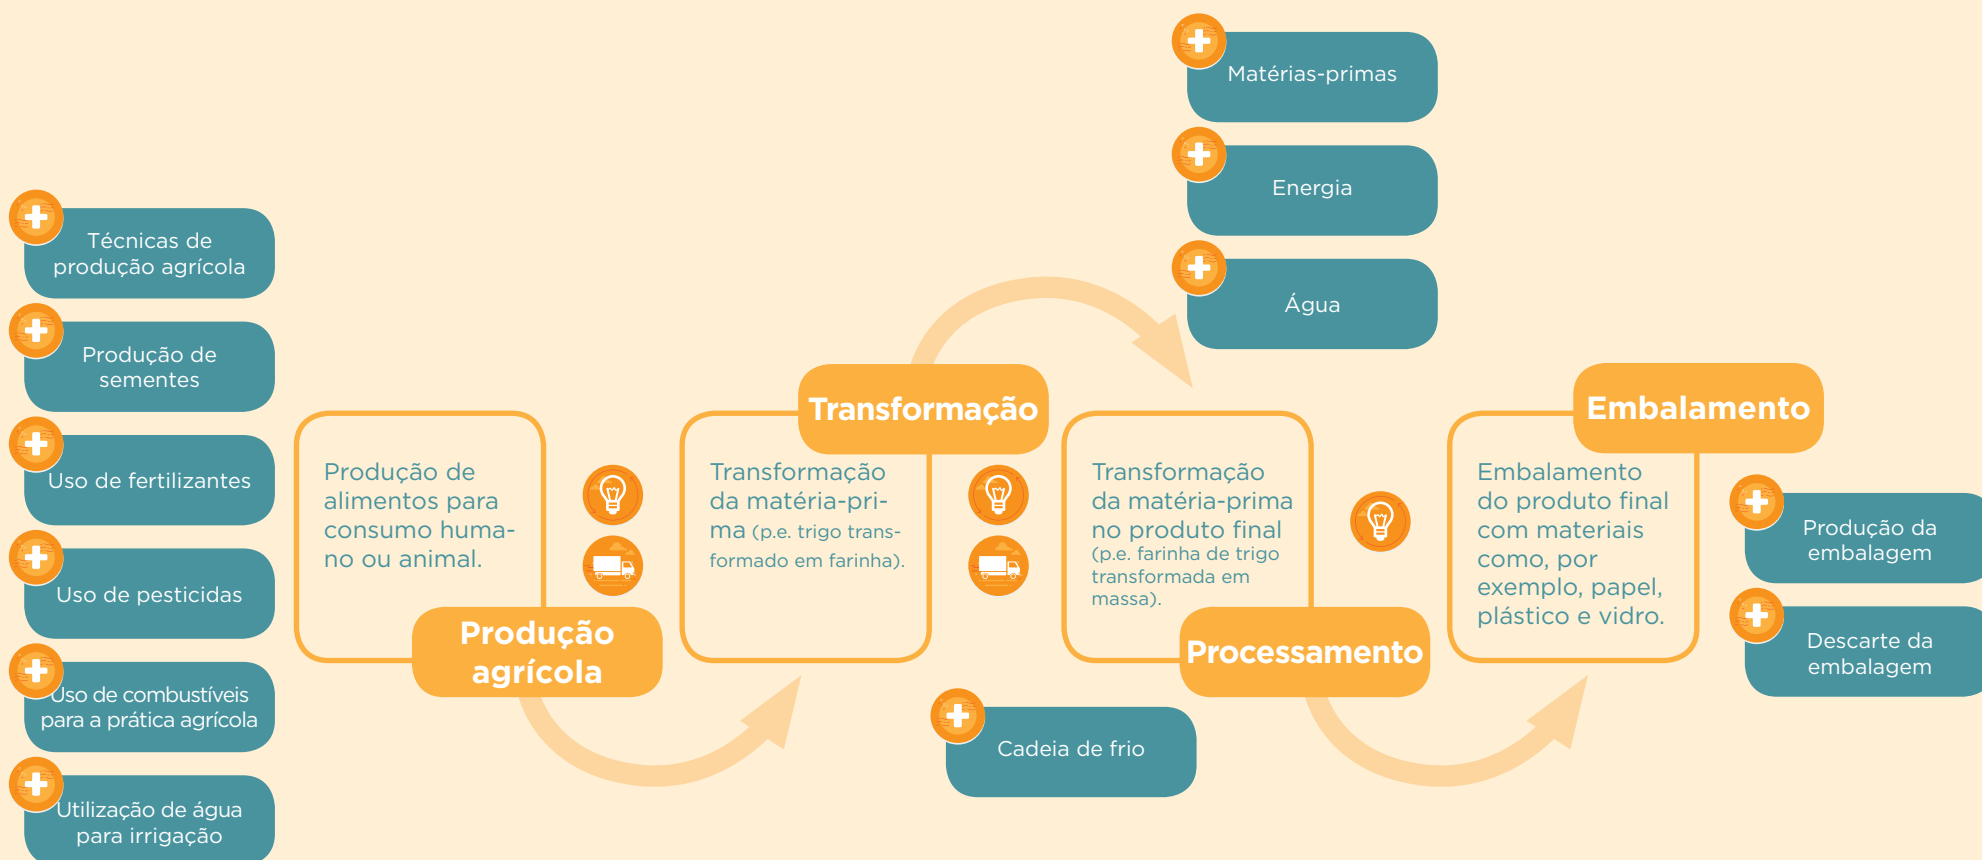 Técnicas de
produção agrícola
Produção de
sementes
Uso de fertilizantes
Uso de pesticidas
Uso de combustíveis
para a prática agrícola
Utilização de água
para irrigação
Produção de
alimentos para
consumo huma-
no ou animal.
Produção
agrícola
Transformação
Transformação
da matéria-pri-
ma (p.e. trigo trans-
formado em farinha).
Matérias-primas
Energia
Água
Transformação
da matéria-prima
no produto final
(p.e. farinha de trigo
transformada em
massa).
Processamento
Cadeia de frio
Embalamento
Embalamento
do produto final
com materiais
como, por
exemplo, papel,
plástico e vidro.
Produção da
embalagem
Descarte da
embalagem